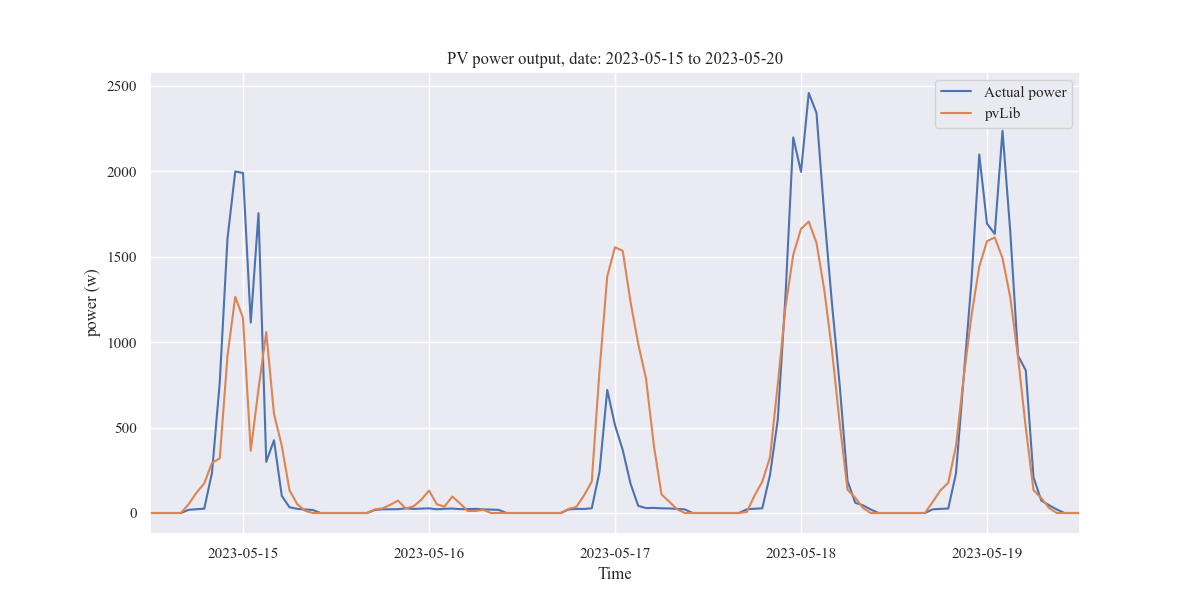 PV power output, date: 2023-05-15 to 2023-05-20
Actual power
pvLib
2500
2000
1500
1000
500
0
power (w)
2023-05-15
2023-05-16
2023-05-17
2023-05-18
2023-05-19
Time